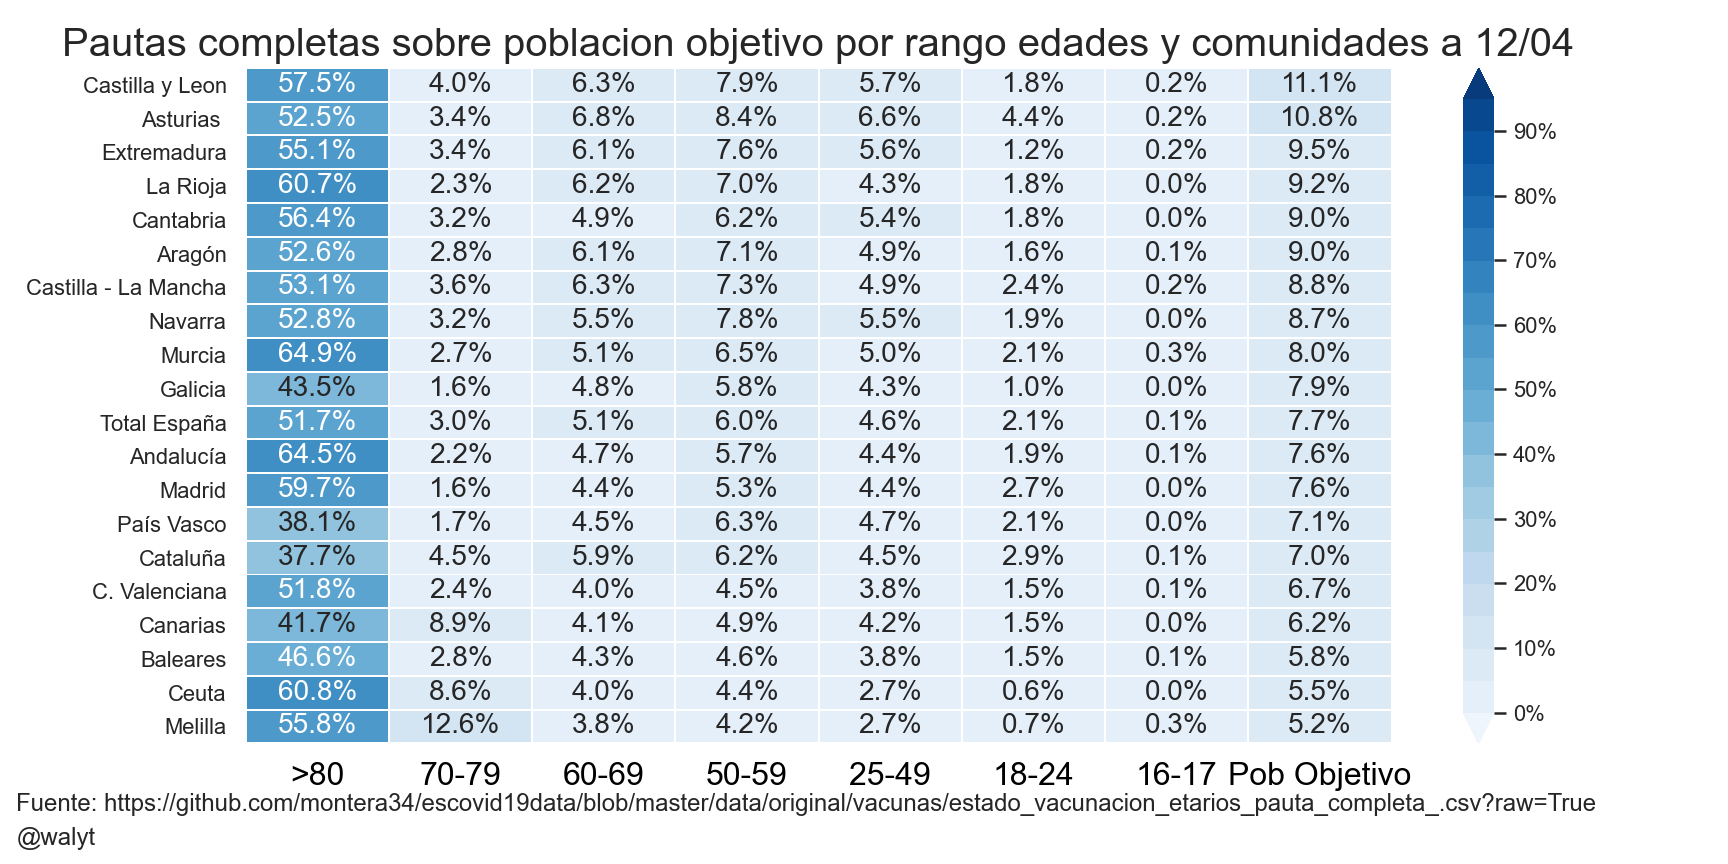 Pautas completas sobre poblacion objetivo por rango edades y comunidades a 12/04
Castilla y Leon 57.5% 4.0% 6.3% 7.9% 5.7% 1.8% 0.2% 11.1%
Asturias 52.5% 3.4% 6.8% 8.4% 6.6% 4.4% 0.2% 10.8%
Extremadura 55.1% 3.4% 6.1% 7.6% 5.6% 1.2% 0.2% 9.5%
La Rioja 60.7% 2.3% 6.2% 7.0% 4.3% 1.8% 0.0% 9.2%
Cantabria 56.4% 3.2% 4.9% 6.2% 5.4% 1.8% 0.0% 9.0%
Aragón 52.6% 2.8% 6.1% 7.1% 4.9% 1.6% 0.1% 9.0%
Castilla - La Mancha 53.1% 3.6% 6.3% 7.3% 4.9% 2.4% 0.2% 8.8%
Navarra 52.8% 3.2% 5.5% 7.8% 5.5% 1.9% 0.0% 8.7%
Murcia 64.9% 2.7% 5.1% 6.5% 5.0% 2.1% 0.3% 8.0%
Galicia 43.5% 1.6% 4.8% 5.8% 4.3% 1.0% 0.0% 7.9%
Total España 51.7% 3.0% 5.1% 6.0% 4.6% 2.1% 0.1% 7.7%
Andalucía 64.5% 2.2% 4.7% 5.7% 4.4% 1.9% 0.1% 7.6%
Madrid 59.7% 1.6% 4.4% 5.3% 4.4% 2.7% 0.0% 7.6%
País Vasco 38.1% 1.7% 4.5% 6.3% 4.7% 2.1% 0.0% 7.1%
Cataluña 37.7% 4.5% 5.9% 6.2% 4.5% 2.9% 0.1% 7.0%
C. Valenciana 51.8% 2.4% 4.0% 4.5% 3.8% 1.5% 0.1% 6.7%
Canarias 41.7% 8.9% 4.1% 4.9% 4.2% 1.5% 0.0% 6.2%
Baleares 46.6% 2.8% 4.3% 4.6% 3.8% 1.5% 0.1% 5.8%
Ceuta 60.8% 8.6% 4.0% 4.4% 2.7% 0.6% 0.0% 5.5%
Melilla 55.8% 12.6% 3.8% 4.2% 2.7% 0.7% 0.3% 5.2%
>80 70-79 60-69 50-59 25-49 18-24 16-17 Pob Objetivo
90%
80%
70%
60%
50%
40%
30%
20%
10%
0%
Fuente: https://github.com/montera34/escovid19data/blob/master/data/original/vacunas/estado_vacunacion_etarios_pauta_completa_.csv?raw=True
@walyt